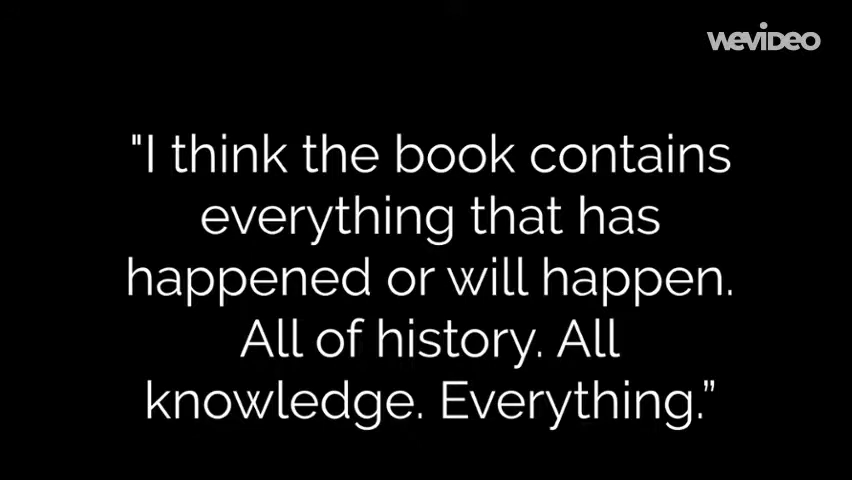 WEVIDEO
"I think the book contains
everything that has
happened or will happen.
All of history. All
knowledge. Everything.”